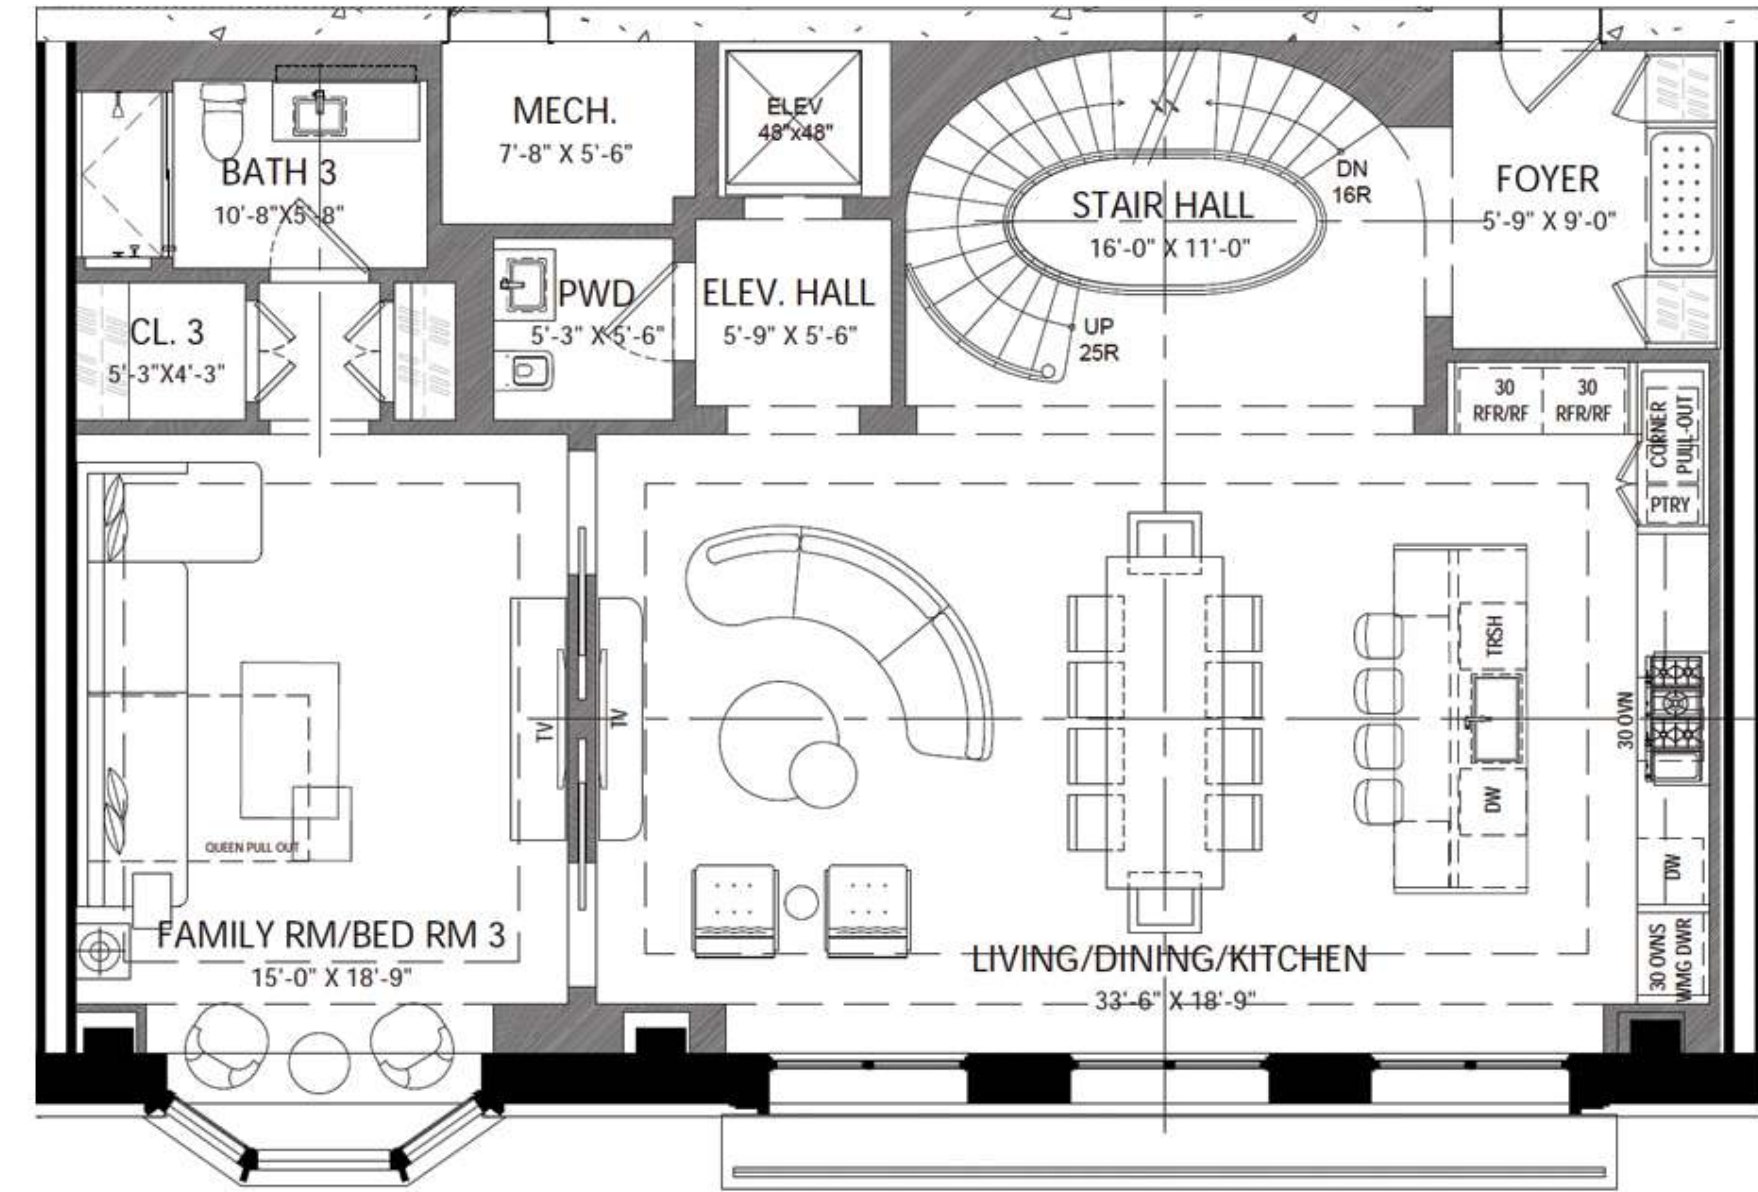 BATH 3
10'-8"X5'-8"
MECH.
7'-8" X 5'-6"
ELEV
48"x48"
STAIR HALL
16'-0" X 11'-0"
DN
16R
UP
25R
FOYER
5'-9" X 9'-0"
CL. 3
5'-3"X4'-3"
PWD
5'-3" X 5'-6"
ELEV. HALL
5'-9" X 5'-6"
30
RFR/RF
30
RFR/RF
CORNER
PULL-OUT
PTRY
TV
TV
TRSH
DW
30 OVN
DW
30 OVNS
WMG DWR
QUEEN PULL OUT
FAMILY RM/BED RM 3
15'-0" X 18'-9"
LIVING/DINING/KITCHEN
33'-6" X 18'-9"